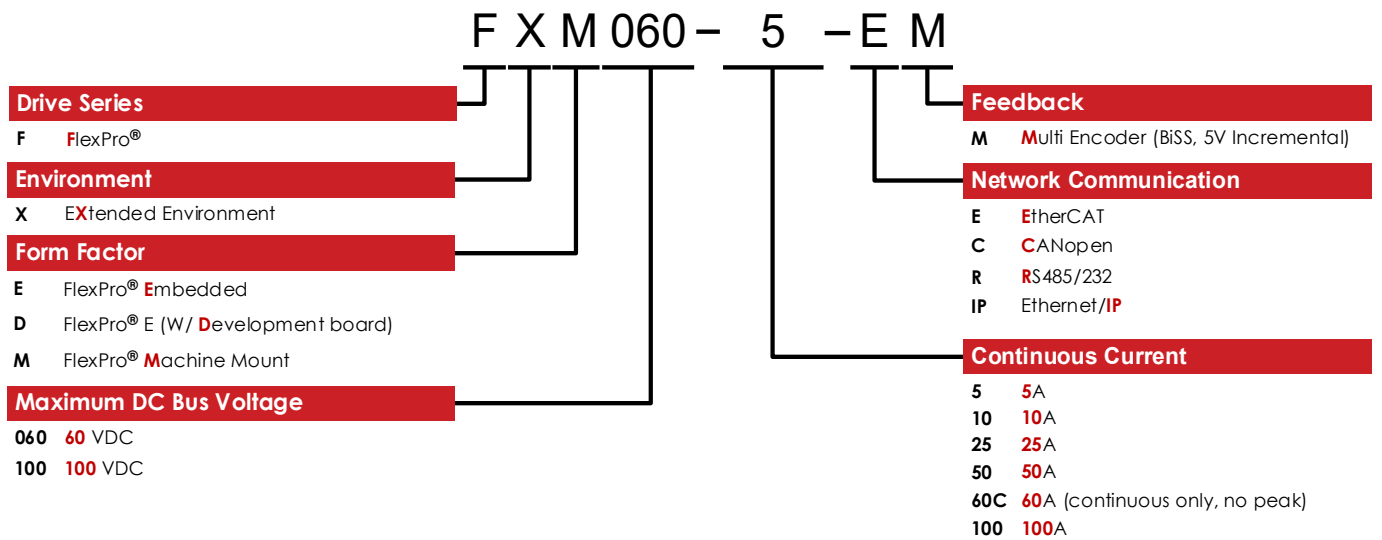 F X M 060 – 5 – E M
Drive Series
F FlexPro®
Environment
X EXtended Environment
Form Factor
E FlexPro® Embedded
D FlexPro® E (W/ Development board)
M FlexPro® Machine Mount
Maximum DC Bus Voltage
060 60 VDC
100 100 VDC
Feedback
M Multi Encoder (BiSS, 5V Incremental)
Network Communication
E EtherCAT
C CANopen
R RS485/232
IP Ethernet/IP
Continuous Current
5 5A
10 10A
25 25A
50 50A
60C 60A (continuous only, no peak)
100 100A